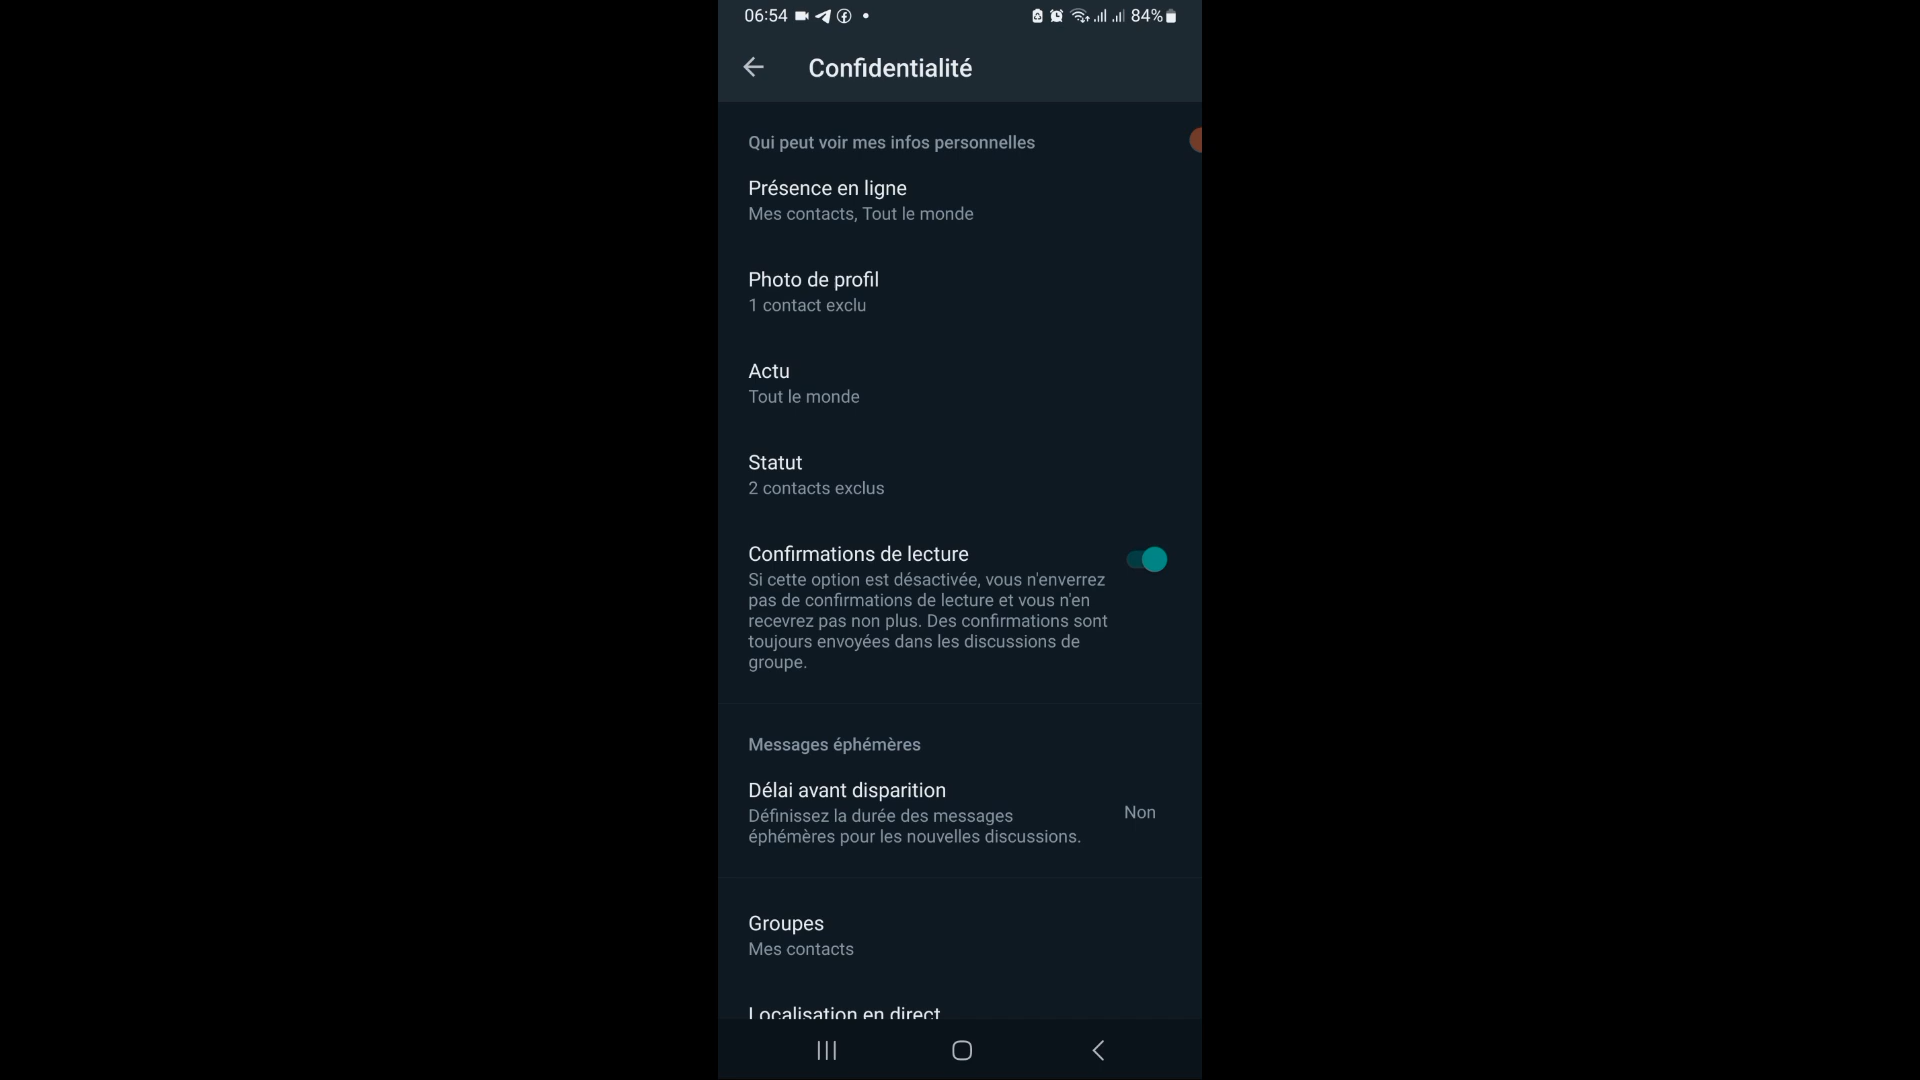 06:54 84%
Confidentialité
Qui peut voir mes infos personnelles
Présence en ligne
Mes contacts, Tout le monde
Photo de profil
1 contact exclu
Actu
Tout le monde
Statut
2 contacts exclus
Confirmations de lecture
Si cette option est désactivée, vous n'enverrez
pas de confirmations de lecture et vous n'en
recevrez pas non plus. Des confirmations sont
toujours envoyées dans les discussions de
groupe.
Messages éphémères
Délai avant disparition
Définissez la durée des messages
éphémères pour les nouvelles discussions.
Non
Groupes
Mes contacts
Localisation en direct